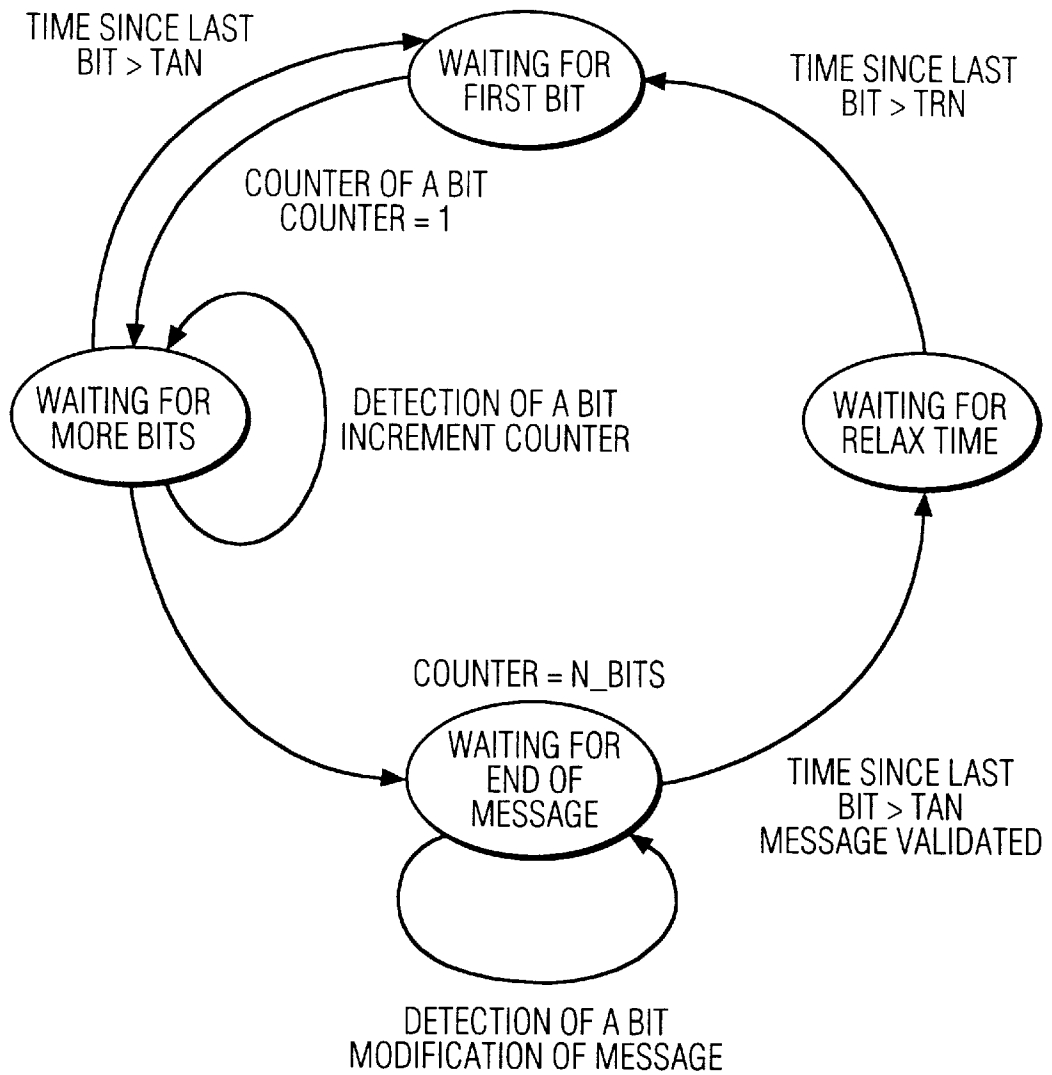 TIME SINCE LAST
BIT > TAN
WAITING FOR
FIRST BIT
TIME SINCE LAST
BIT > TRN
COUNTER OF A BIT
COUNTER = 1
WAITING FOR
MORE BITS
DETECTION OF A BIT
INCREMENT COUNTER
WAITING FOR
RELAX TIME
COUNTER = N_BITS
WAITING FOR
END OF
MESSAGE
TIME SINCE LAST
BIT > TAN
MESSAGE VALIDATED
DETECTION OF A BIT
MODIFICATION OF MESSAGE